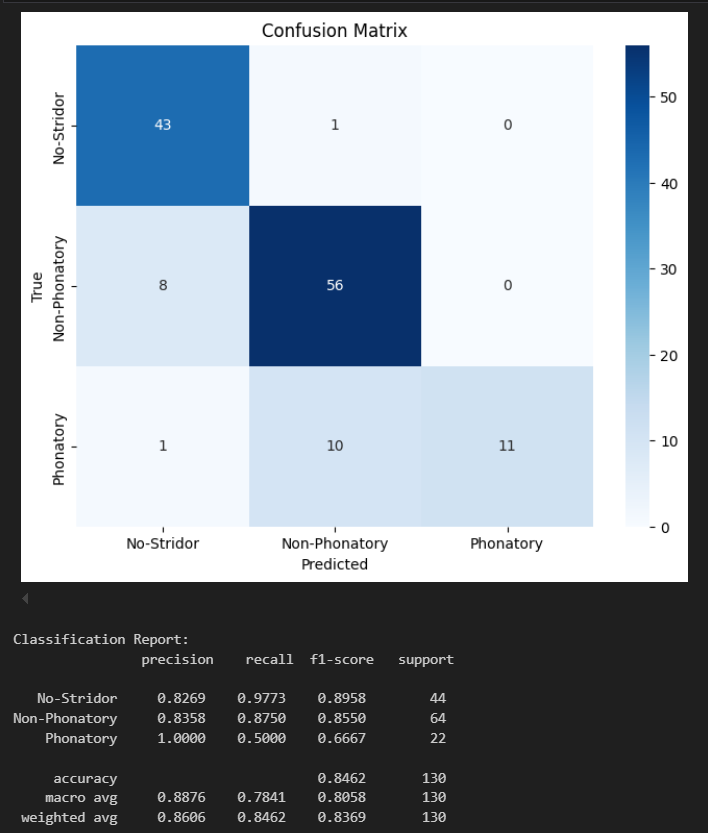 Confusion Matrix
No-Stridor
43 1 0
50
40
True
Non-Phonatory
8 56 0
30
20
Phonatory
1 10 11
10
0
No-Stridor Non-Phonatory Phonatory
Predicted
Classification Report:
precision recall f1-score support
No-Stridor 0.8269 0.9773 0.8958 44
Non-Phonatory 0.8358 0.8750 0.8550 64
Phonatory 1.0000 0.5000 0.6667 22
accuracy 0.8462 130
macro avg 0.8876 0.7841 0.8058 130
weighted avg 0.8606 0.8462 0.8369 130